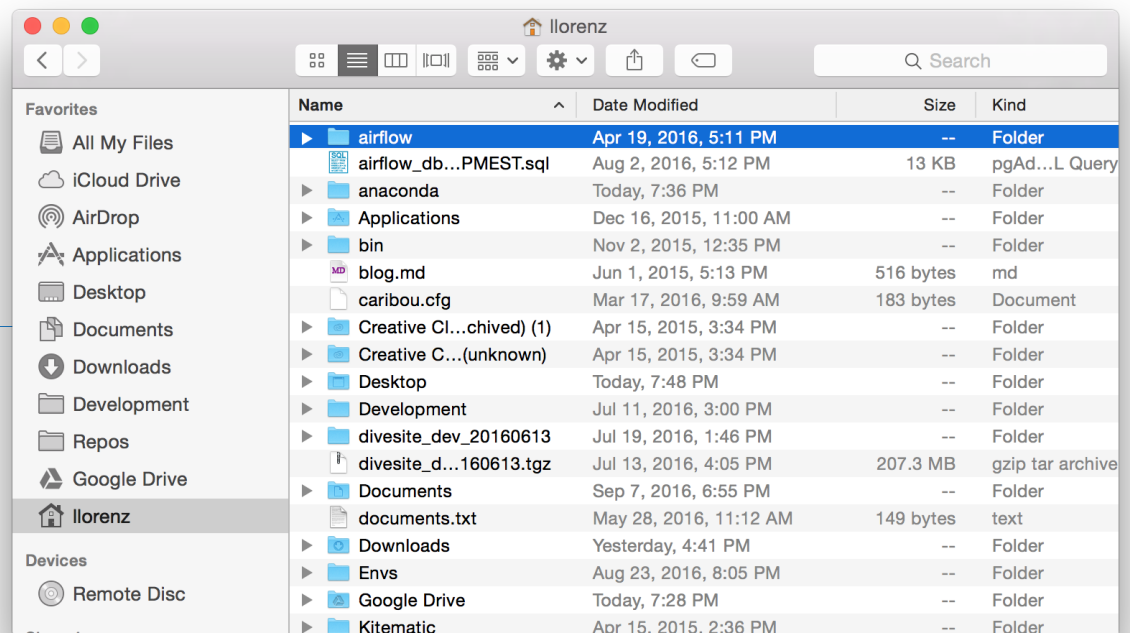 llorenz
Search
Favorites
All My Files
iCloud Drive
AirDrop
Applications
Desktop
Documents
Downloads
Development
Repos
Google Drive
llorenz
Devices
Remote Disc
Name Date Modified Size Kind
airflow Apr 19, 2016, 5:11 PM -- Folder
SQL airflow_db...PMEST.sql Aug 2, 2016, 5:12 PM 13 KB pgAd...L Query
anaconda Today, 7:36 PM -- Folder
Applications Dec 16, 2015, 11:00 AM -- Folder
bin Nov 2, 2015, 12:35 PM -- Folder
MD blog.md Jun 1, 2015, 5:13 PM 516 bytes md
caribou.cfg Mar 17, 2016, 9:59 AM 183 bytes Document
Creative Cl...chived) (1) Apr 15, 2015, 3:34 PM -- Folder
Creative C...(unknown) Apr 15, 2015, 3:34 PM -- Folder
Desktop Today, 7:48 PM -- Folder
Development Jul 11, 2016, 3:00 PM -- Folder
divesite_dev_20160613 Jul 19, 2016, 1:46 PM -- Folder
divesite_d...160613.tgz Jul 13, 2016, 4:05 PM 207.3 MB gzip tar archive
Documents Sep 7, 2016, 6:55 PM -- Folder
documents.txt May 28, 2016, 11:12 AM 149 bytes text
Downloads Yesterday, 4:41 PM -- Folder
Envs Aug 23, 2016, 8:05 PM -- Folder
Google Drive Today, 7:28 PM -- Folder
Kitematic Apr 15, 2015, 2:36 PM -- Folder